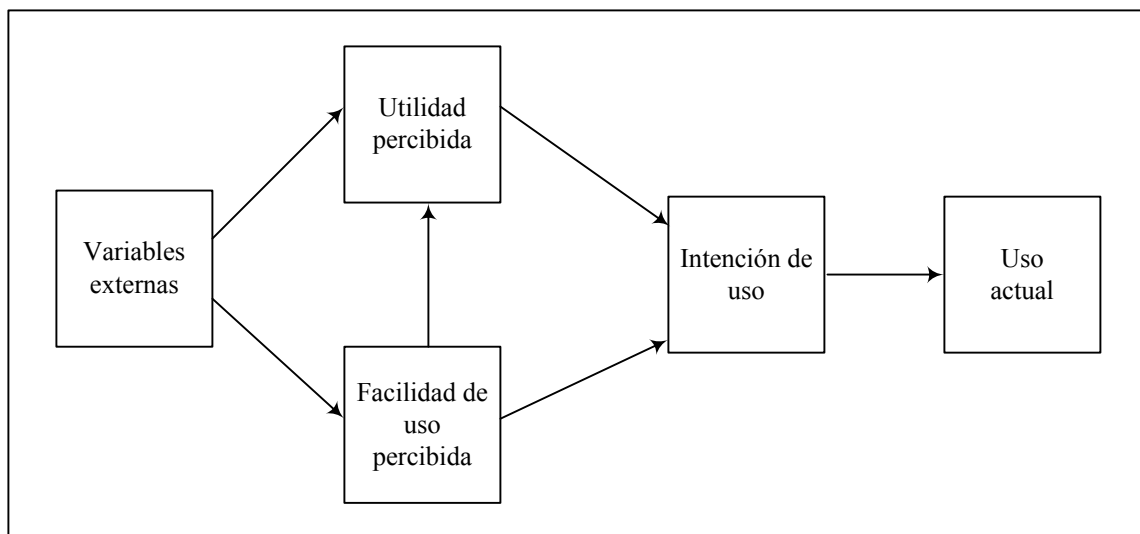 Utilidad
percibida
Variables
externas
Intención de
uso
Uso
actual
Facilidad de
uso
percibida